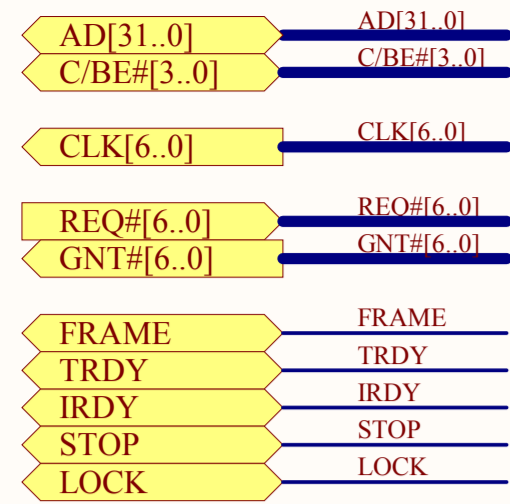 AD[31..0] AD[31..0]
C/BE#[3..0] C/BE#[3..0]
CLK[6..0] CLK[6..0]
REQ#[6..0] REQ#[6..0]
GNT#[6..0] GNT#[6..0]
FRAME FRAME
TRDY TRDY
IRDY IRDY
STOP STOP
LOCK LOCK